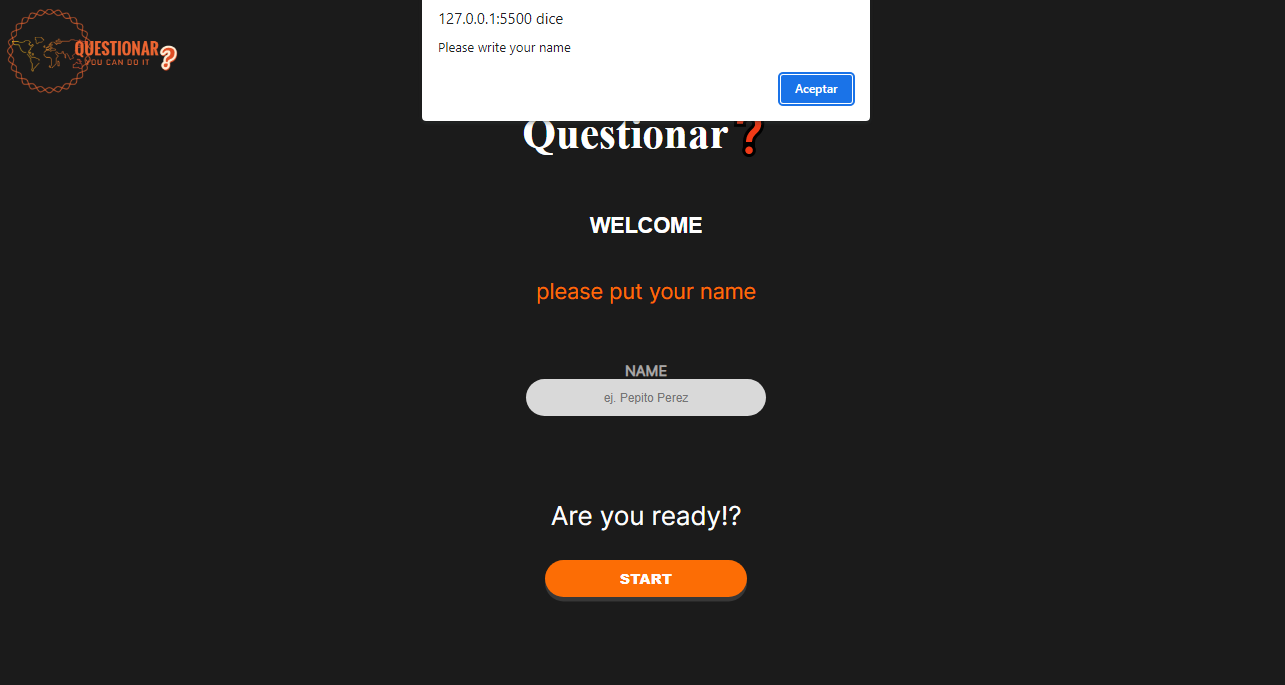 127.0.0.1:5500 dice
Please write your name
Aceptar
QUESTIONAR?
YOU CAN DO IT
Questionar?
WELCOME
please put your name
NAME
ej. Pepito Perez
Are you ready!?
START